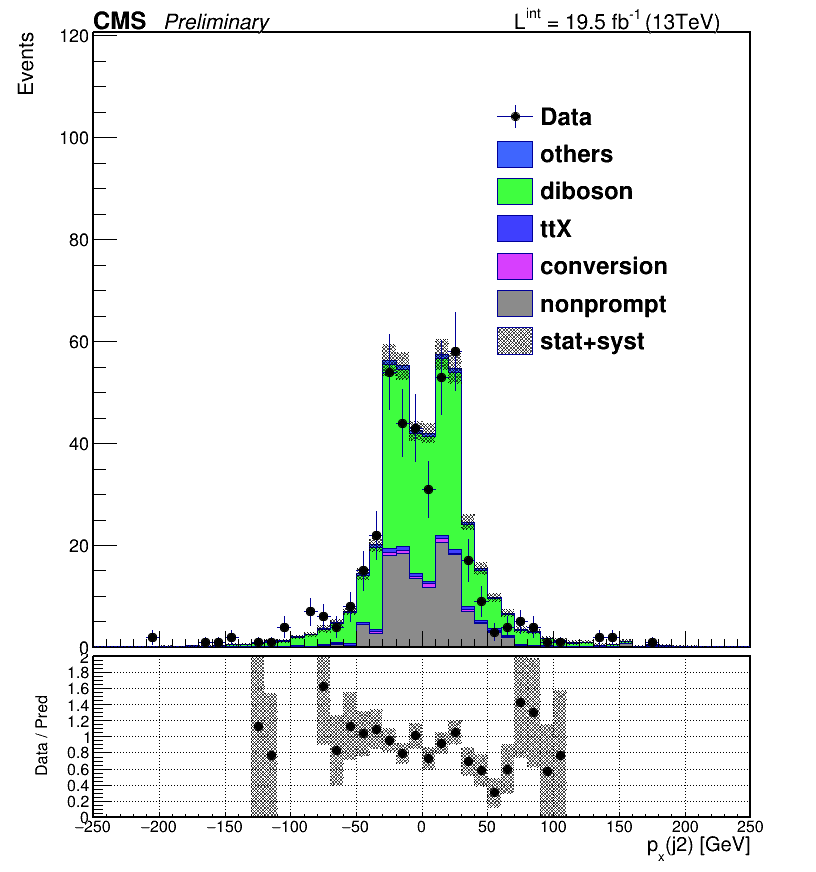 CMS Preliminary L^int = 19.5 fb^-1 (13TeV)
Events
120
100
80
60
40
20
0
Data
others
diboson
ttX
conversion
nonprompt
stat+syst
Data / Pred
2
1.8
1.6
1.4
1.2
1
0.8
0.6
0.4
0.2
0
−250 −200 −150 −100 −50 0 50 100 150 200 250
p_x(j2) [GeV]